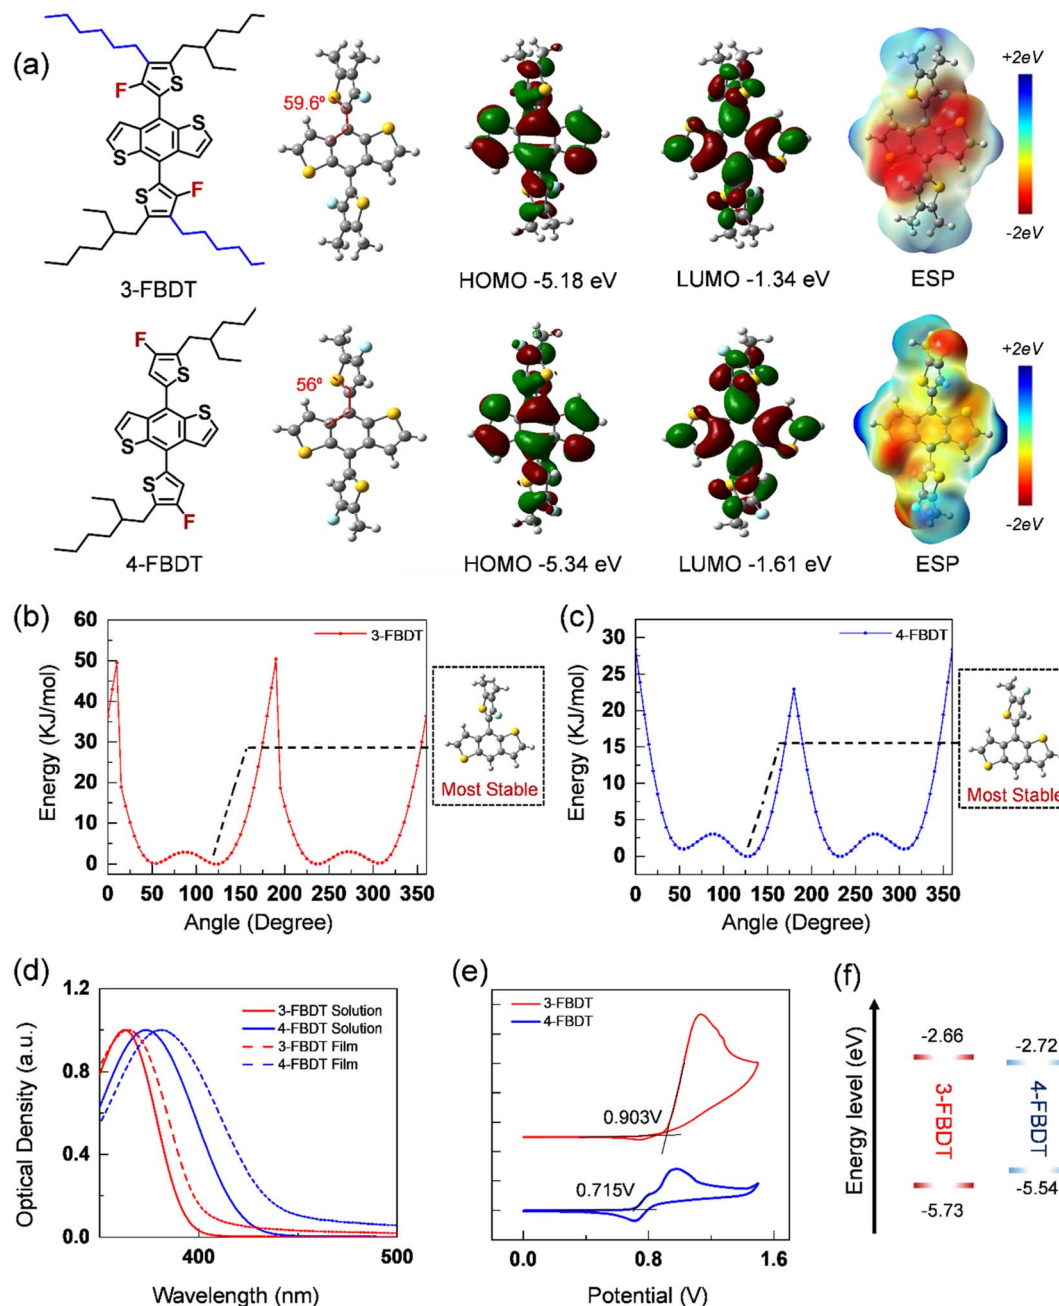 (a)
F
S
S
S
F
S
3-FBDT
59.6°
HOMO -5.18 eV
LUMO -1.34 eV
ESP
+2eV
-2eV
F
S
S
S
S
F
4-FBDT
56°
CH₃
HOMO -5.34 eV
LUMO -1.61 eV
ESP
+2eV
-2eV
(b)
3-FBDT
Energy (KJ/mol)
60
50
40
30
20
10
0
0 50 100 150 200 250 300 350
Angle (Degree)
Most Stable
(c)
4-FBDT
Energy (KJ/mol)
30
25
20
15
10
5
0
0 50 100 150 200 250 300 350
Angle (Degree)
Most Stable
(d)
3-FBDT Solution
4-FBDT Solution
3-FBDT Film
4-FBDT Film
Optical Density (a.u.)
1.2
0.8
0.4
0.0
400 500
Wavelength (nm)
(e)
3-FBDT
4-FBDT
0.903V
0.715V
0.0 0.8 1.6
Potential (V)
(f)
Energy level (eV)
-2.66
3-FBDT
-5.73
-2.72
4-FBDT
-5.54